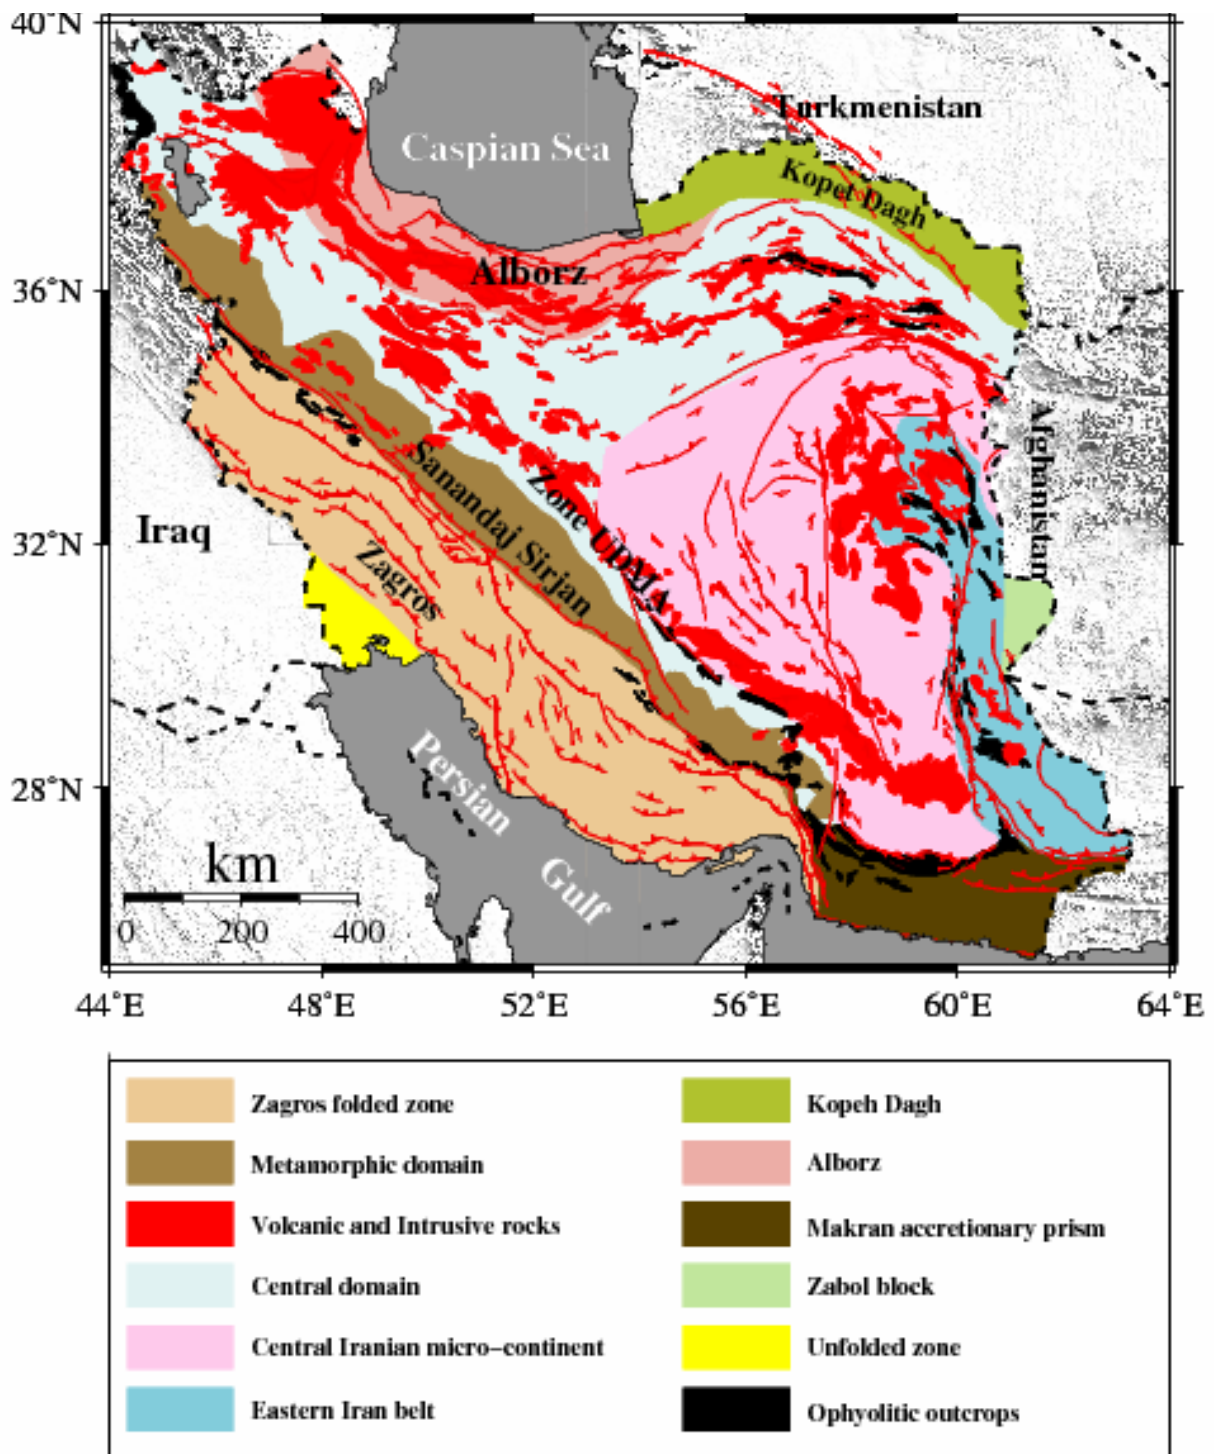 40°N
Turkmenistan
Caspian Sea
Kopet Dagh
Alborz
36°N
Afghanistan
Sanandaj Sirjan
Zone UDMA
Iraq
32°N
Zagros
28°N
Persian
Gulf
km
0 200 400
44°E 48°E 52°E 56°E 60°E 64°E
Zagros folded zone
Kopeh Dagh
Metamorphic domain
Alborz
Volcanic and Intrusive rocks
Makran accretionary prism
Central domain
Zabol block
Central Iranian micro-continent
Unfolded zone
Eastern Iran belt
Ophyolitic outcrops